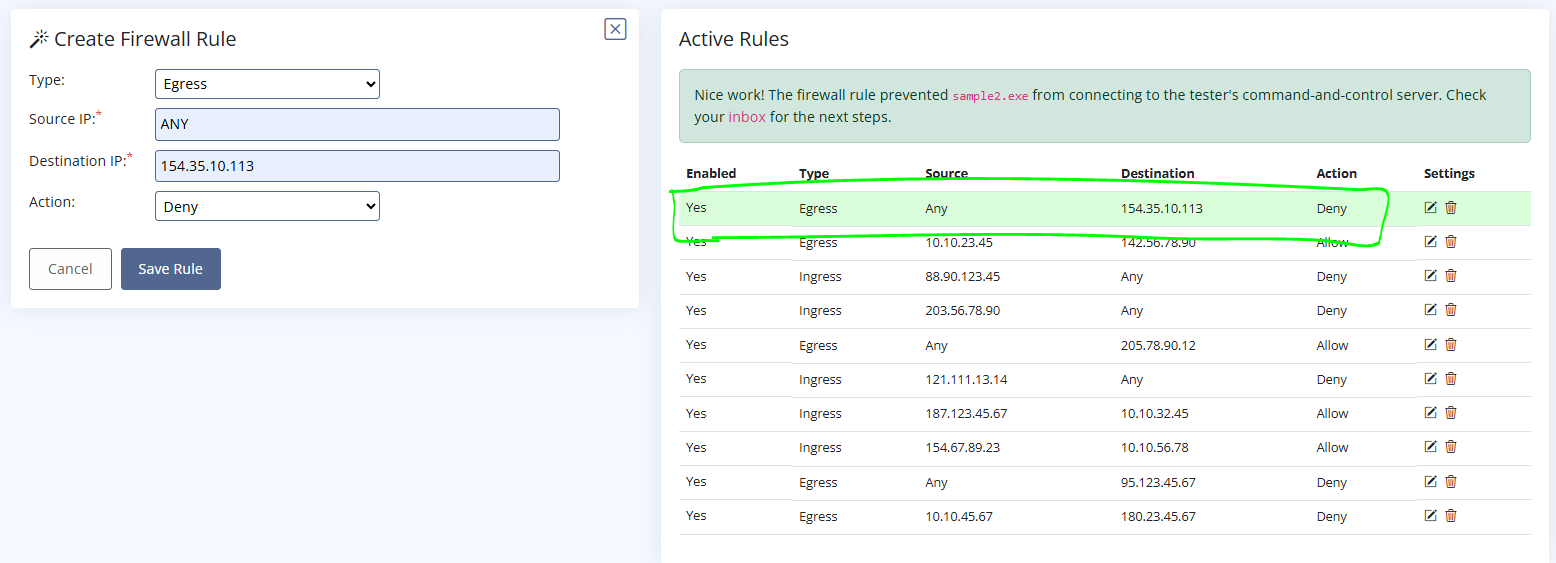 Create Firewall Rule
Type:
Egress
Source IP:*
ANY
Destination IP:*
154.35.10.113
Action:
Deny
Cancel
Save Rule
Active Rules
Nice work! The firewall rule prevented sample2.exe from connecting to the tester's command-and-control server. Check
your inbox for the next steps.
Enabled Type Source Destination Action Settings
Yes Egress Any 154.35.10.113 Deny
Yes Egress 10.10.23.45 142.56.78.90 Allow
Yes Ingress 88.90.123.45 Any Deny
Yes Ingress 203.56.78.90 Any Deny
Yes Egress Any 205.78.90.12 Allow
Yes Ingress 121.111.13.14 Any Deny
Yes Ingress 187.123.45.67 10.10.32.45 Allow
Yes Ingress 154.67.89.23 10.10.56.78 Allow
Yes Egress Any 95.123.45.67 Deny
Yes Egress 10.10.45.67 180.23.45.67 Deny